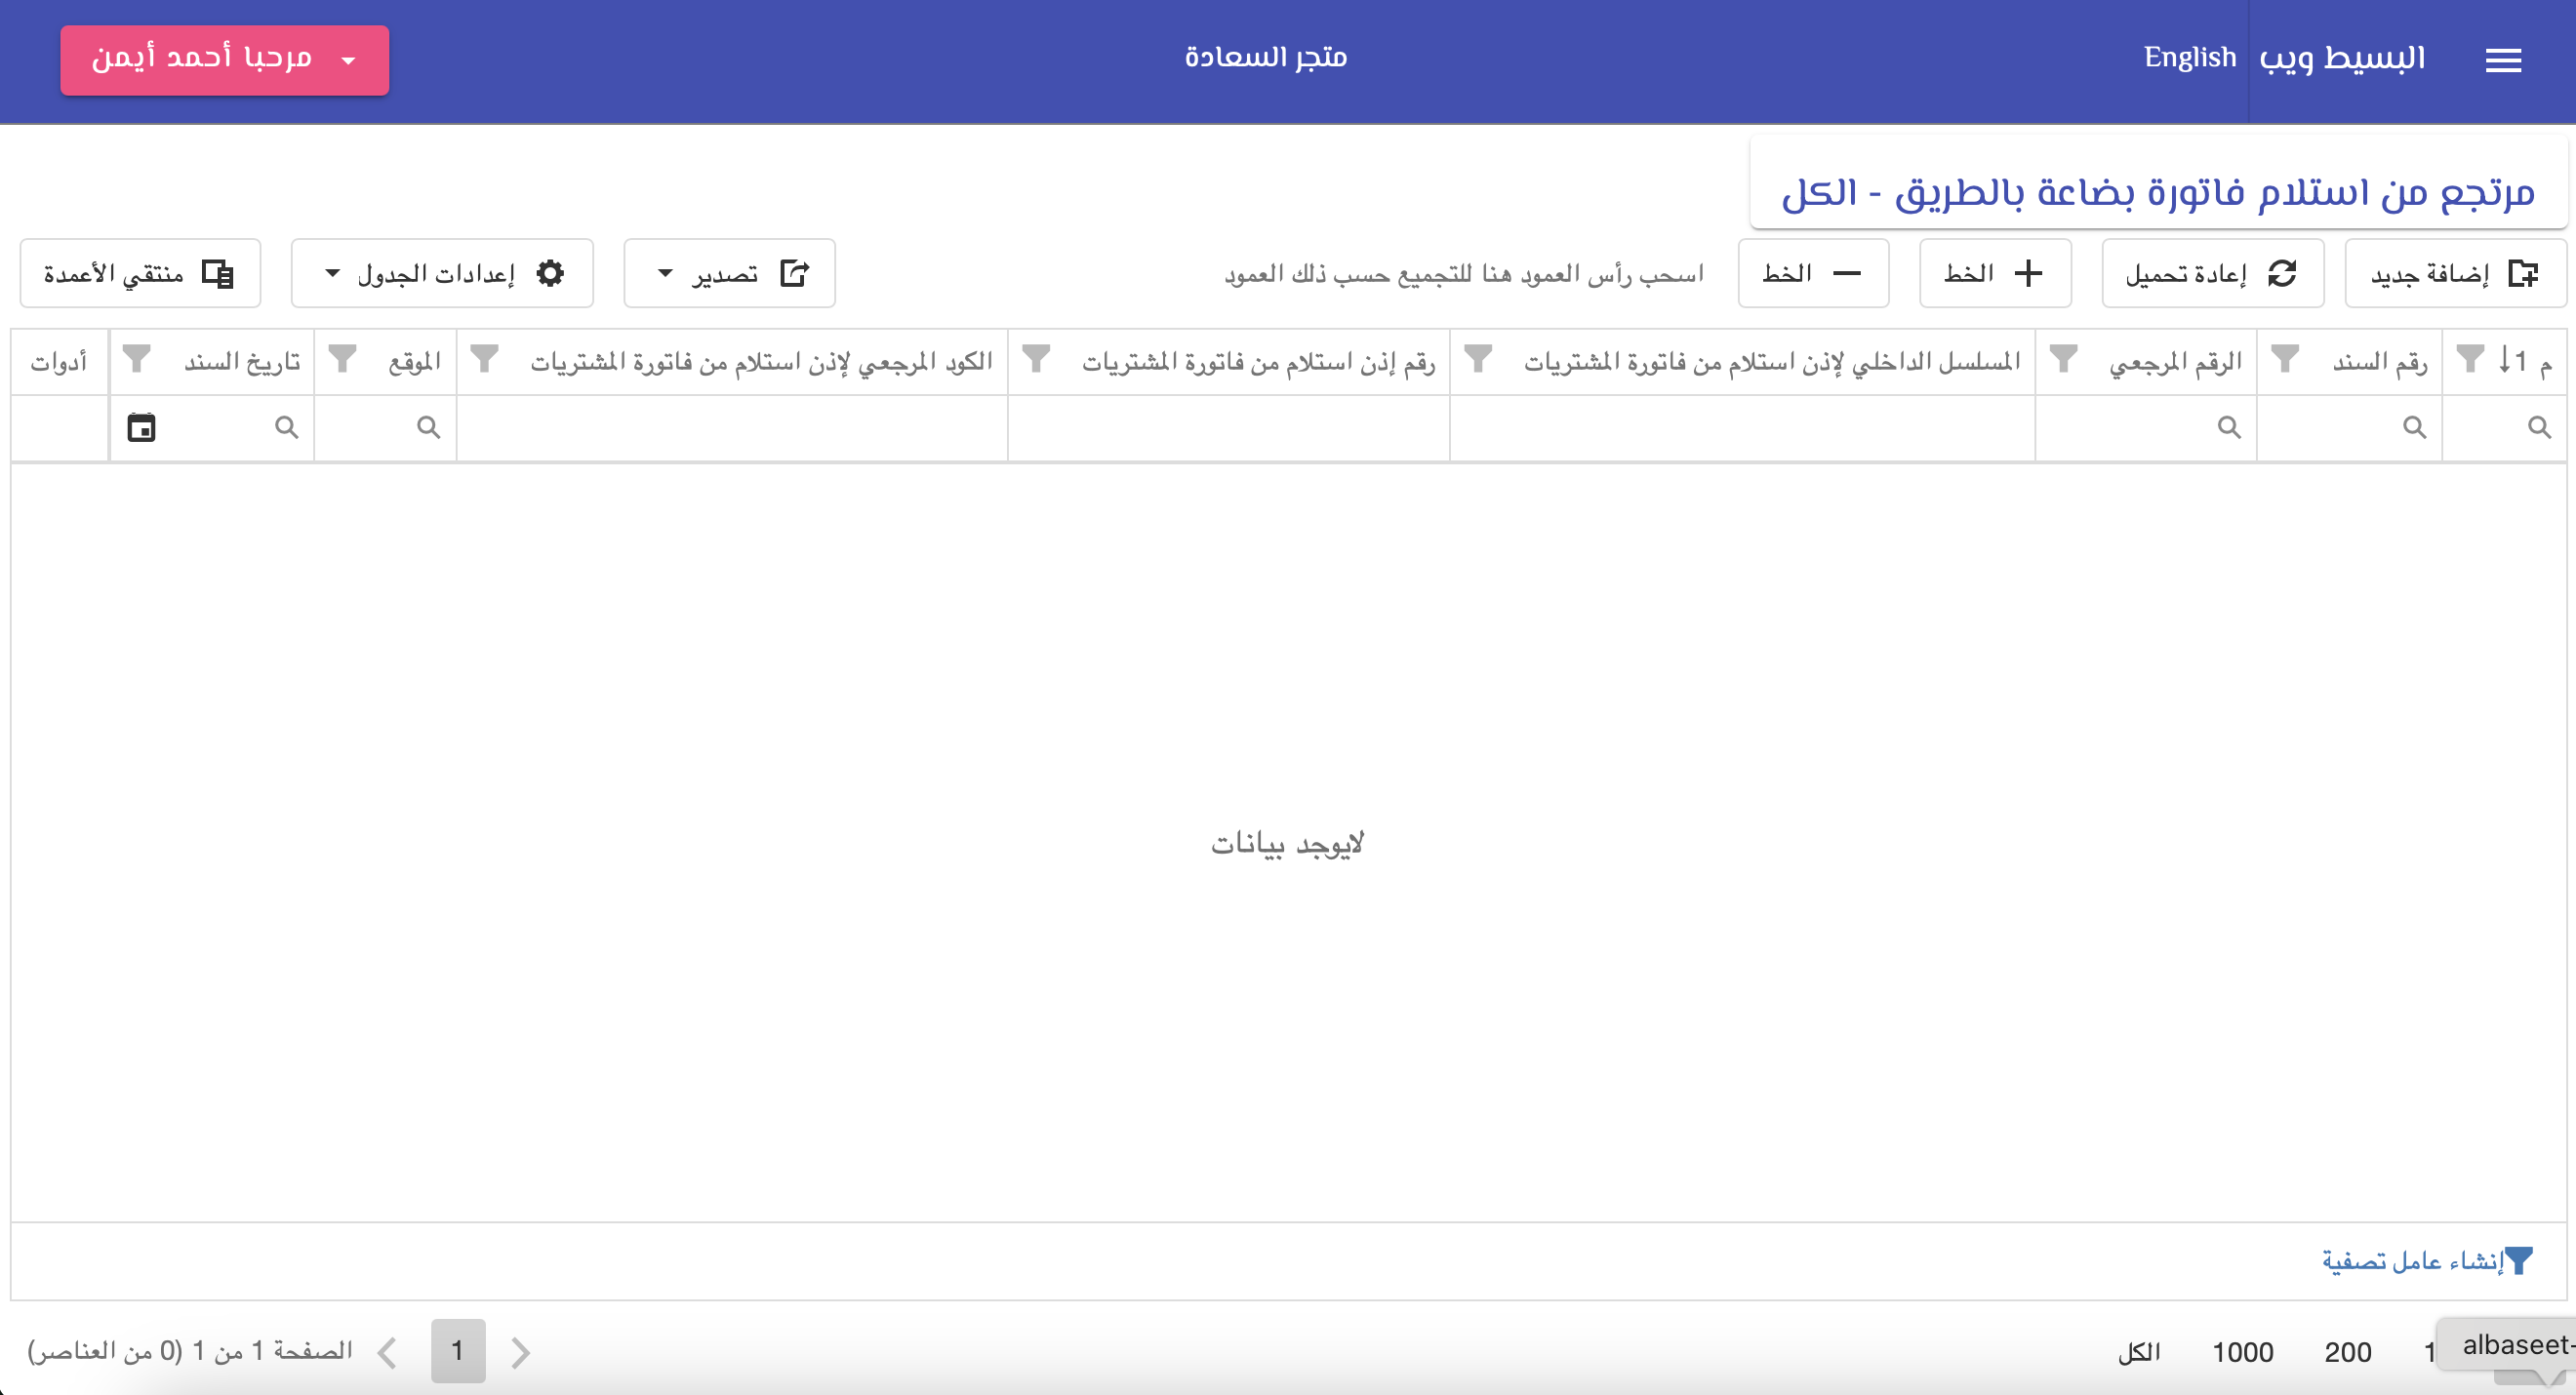 البسيط ويب
English
متجر السعادة
مرحبا أحمد أيمن
مرتجع من استلام فاتورة بضاعة بالطريق - الكل
إضافة جديد
إعادة تحميل
الخط
الخط
اسحب رأس العمود هنا للتجميع حسب ذلك العمود
تصدير
إعدادات الجدول
منتقي الأعمدة
م 1
رقم السند
الرقم المرجعي
المسلسل الداخلي لإذن استلام من فاتورة المشتريات
رقم إذن استلام من فاتورة المشتريات
الكود المرجعي لإذن استلام من فاتورة المشتريات
الموقع
تاريخ السند
أدوات
لايوجد بيانات
إنشاء عامل تصفية
albaseet-
200
1000
الكل
1
الصفحة 1 من 1 (0 من العناصر)